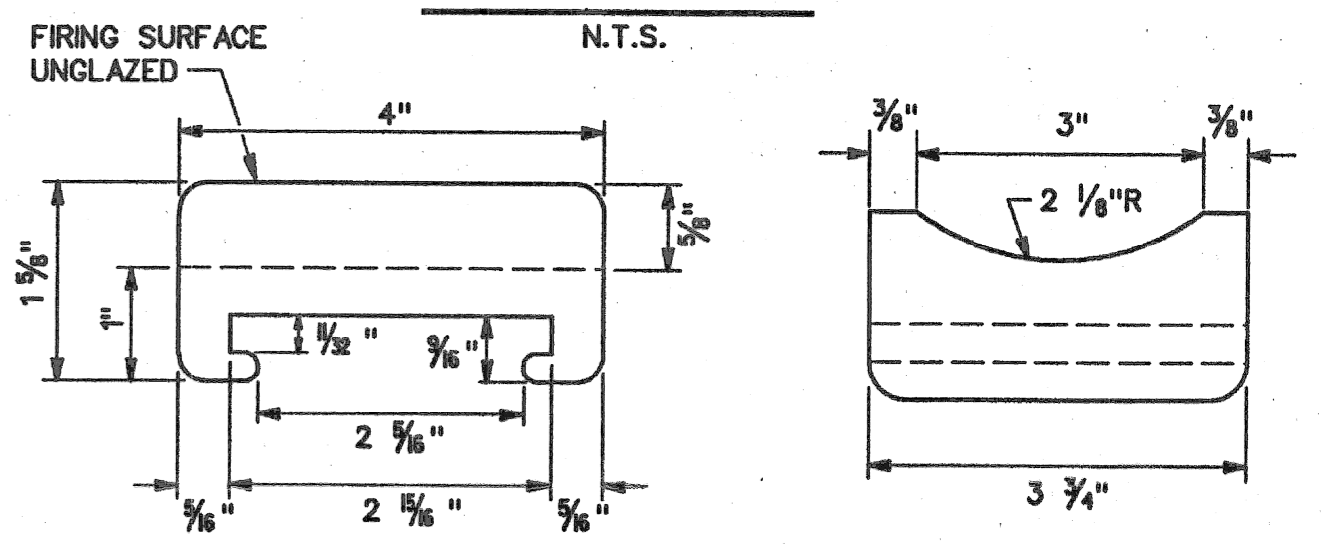 N.T.S.
FIRING SURFACE
UNGLAZED
4"
1 5/8"
1"
5/8"
11/32 "
9/16 "
2 5/16 "
5/16 "
2 15/16 "
5/16 "
3/8"
3"
3/8"
2 1/8"R
3 3/4"